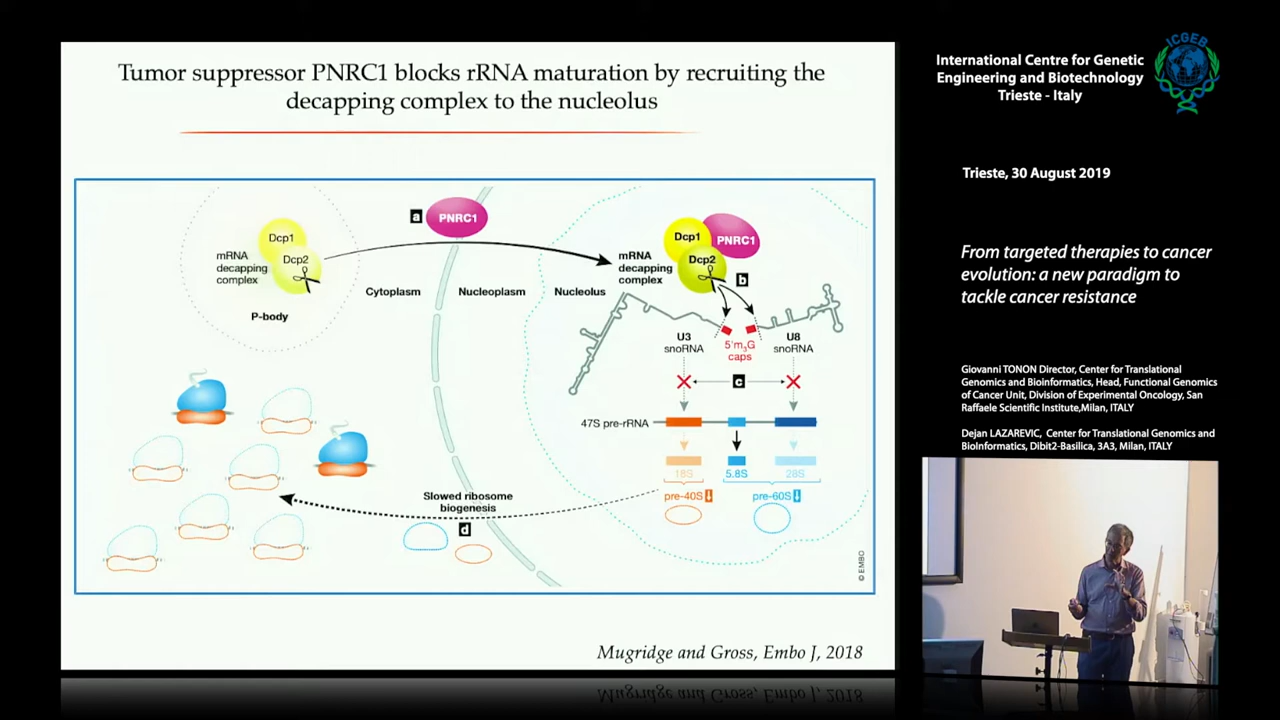 Tumor suppressor PNRC1 blocks rRNA maturation by recruiting the
decapping complex to the nucleolus
a
PNRC1
Dcp1
Dcp2
mRNA
decapping
complex
P-body
Cytoplasm
Nucleoplasm
Nucleolus
Dcp1
PNRC1
Dcp2
mRNA
decapping
complex
b
U3
snoRNA
5'm3G
caps
U8
snoRNA
c
47S pre-rRNA
18S
5.8S
28S
pre-40S
pre-60S
Slowed ribosome
biogenesis
d
© EMBO
Mugridge and Gross, Embo J, 2018
International Centre for Genetic
Engineering and Biotechnology
Trieste - Italy
ICGEB
Trieste, 30 August 2019
From targeted therapies to cancer
evolution: a new paradigm to
tackle cancer resistance
Giovanni TONON Director, Center for Translational
Genomics and Bioinformatics, Head, Functional Genomics
of Cancer Unit, Division of Experimental Oncology, San
Raffaele Scientific Institute,Milan, ITALY
Dejan LAZAREVIC, Center for Translational Genomics and
BioInformatics, Dibit2-Basilica, 3A3, Milan, ITALY